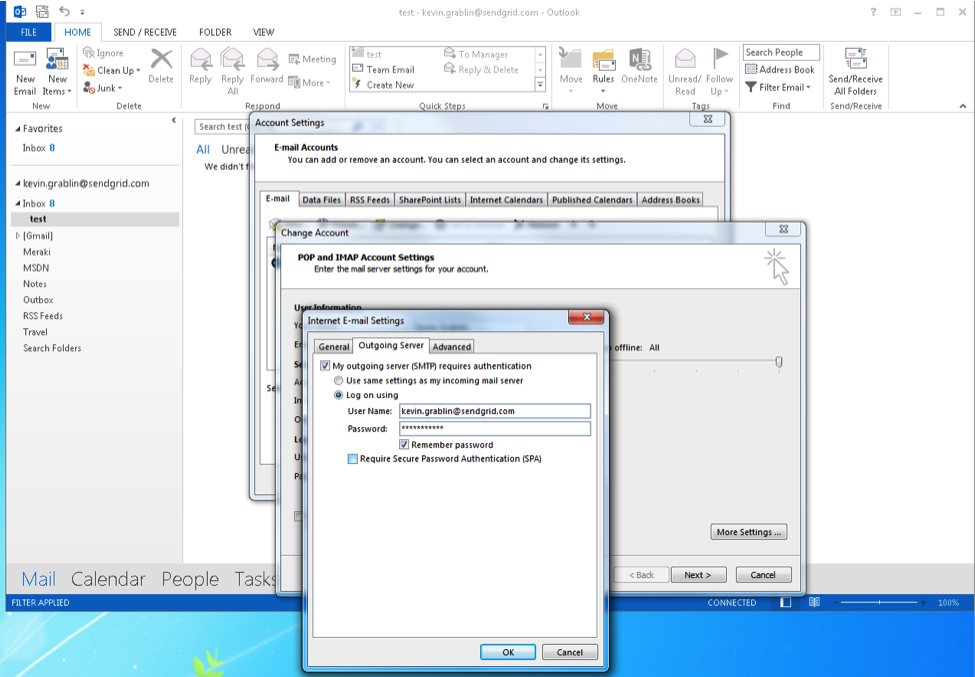 test - kevin.grablin@sendgrid.com - Outlook
FILE HOME SEND / RECEIVE FOLDER VIEW
Ignore
Clean Up
Junk
Delete
New Email
New Items
Reply
Reply All
Forward
Meeting
More
test
Team Email
Create New
To Manager
Reply & Delete
Move
Rules
OneNote
Unread/ Read
Follow Up
Search People
Address Book
Filter Email
Send/Receive All Folders
New Delete Respond Quick Steps Move Tags Find Send/Receive
Favorites
Inbox 8
kevin.grablin@sendgrid.com
Inbox 8
test
[Gmail]
Meraki
MSDN
Notes
Outbox
RSS Feeds
Travel
Search Folders
Search test
All
We didn't
Account Settings
E-mail Accounts
You can add or remove an account. You can select an account and change its settings.
E-mail Data Files RSS Feeds SharePoint Lists Internet Calendars Published Calendars Address Books
Change Account
POP and IMAP Account Settings
Enter the mail server settings for your account.
User Information
offline: All
More Settings ...
< Back Next > Cancel
Internet E-mail Settings
General Outgoing Server Advanced
My outgoing server (SMTP) requires authentication
Use same settings as my incoming mail server
Log on using
User Name: kevin.grablin@sendgrid.com
Password: ***********
Remember password
Require Secure Password Authentication (SPA)
OK Cancel
Mail Calendar People Tasks
FILTER APPLIED
CONNECTED
100%